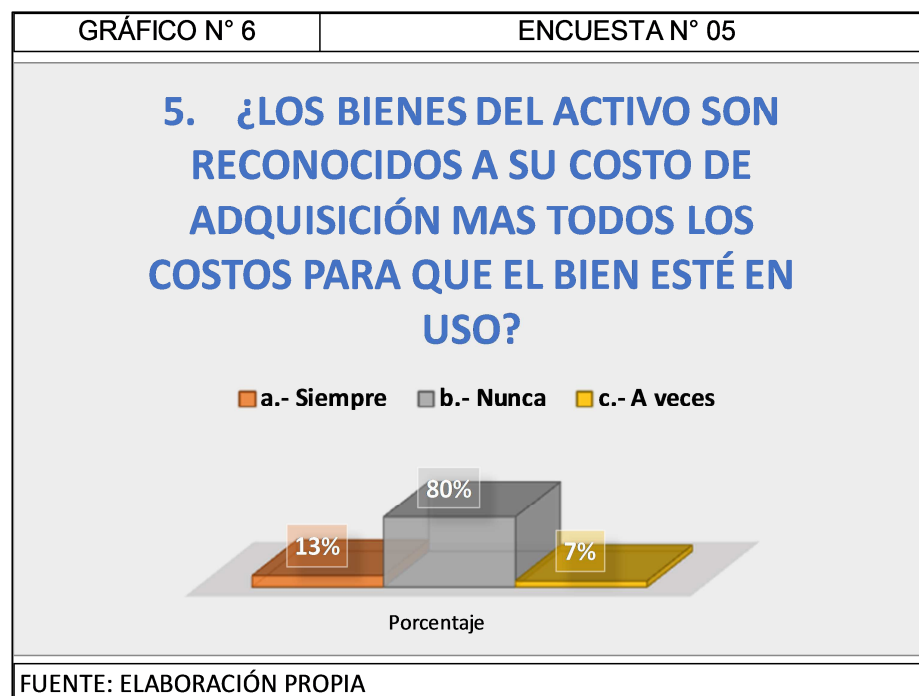 GRÁFICO N° 6
ENCUESTA N° 05
5. ¿LOS BIENES DEL ACTIVO SON
RECONOCIDOS A SU COSTO DE
ADQUISICIÓN MAS TODOS LOS
COSTOS PARA QUE EL BIEN ESTÉ EN
USO?
a.- Siempre b.- Nunca c.- A veces
80%
13%
7%
Porcentaje
FUENTE: ELABORACIÓN PROPIA